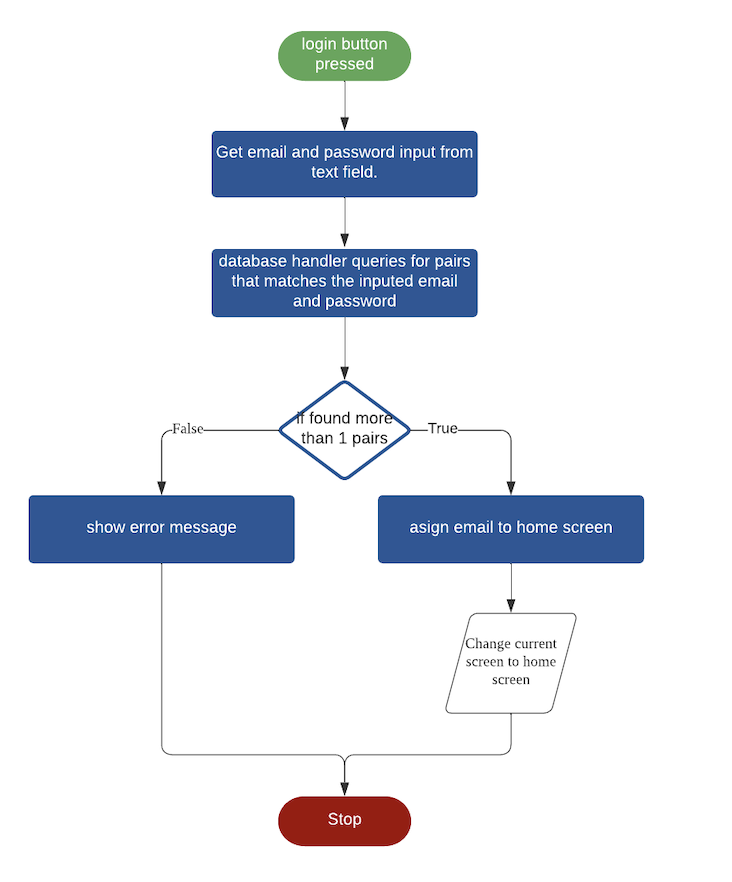 login button
pressed
Get email and password input from
text field.
database handler queries for pairs
that matches the inputed email
and password
if found more
than 1 pairs
False
True
show error message
asign email to home screen
Change current
screen to home
screen
Stop